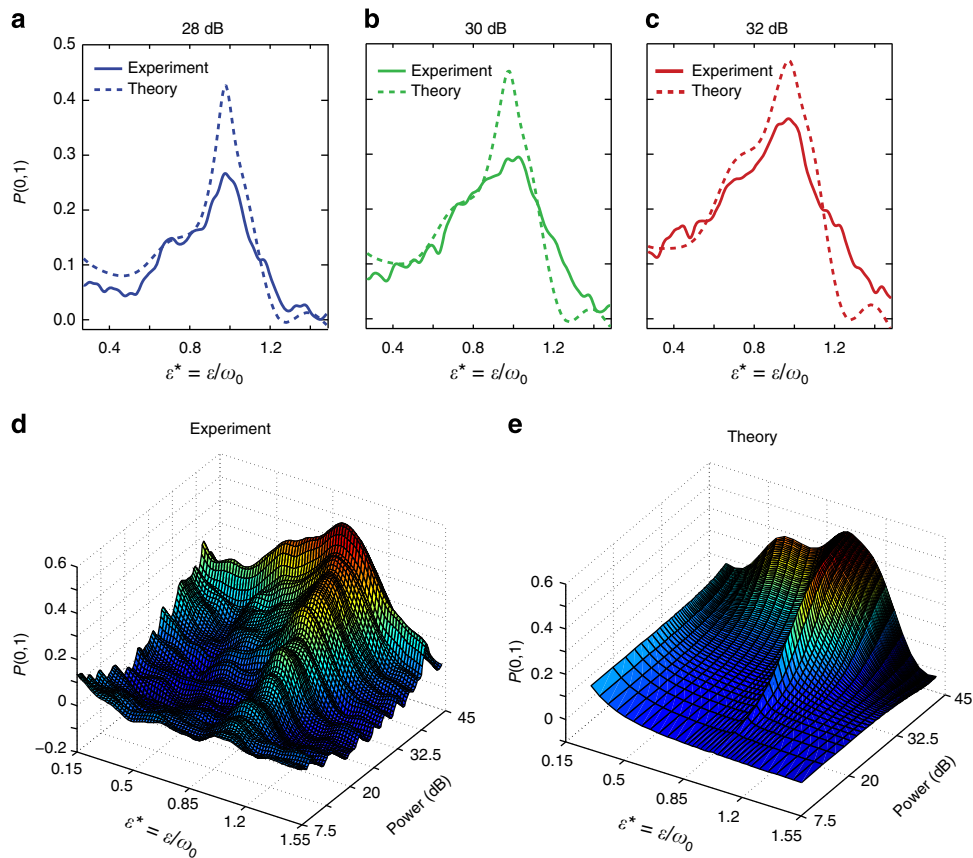 a
28 dB
b
30 dB
c
32 dB
0.5
0.4
0.3
0.2
0.1
0.0
P(0,1)
Experiment
Theory
Experiment
Theory
Experiment
Theory
0.4 0.8 1.2
0.4 0.8 1.2
0.4 0.8 1.2
ε* = ε/ω0
ε* = ε/ω0
ε* = ε/ω0
d
Experiment
0.6
0.4
0.2
0
−0.2
P(0,1)
0.15
0.5
0.85
1.2
1.55
ε* = ε/ω0
7.5
20
32.5
45
Power (dB)
e
Theory
0.6
0.4
0.2
0
P(0,1)
0.15
0.5
0.85
1.2
1.55
ε* = ε/ω0
7.5
20
32.5
45
Power (dB)